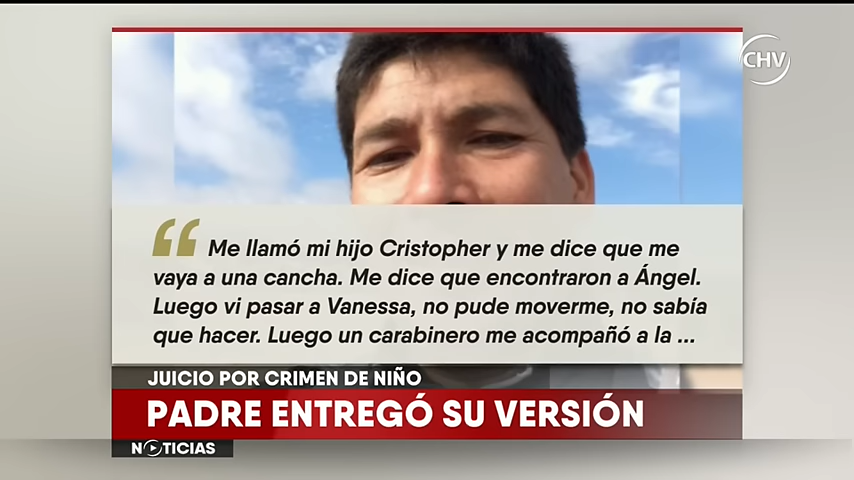 CHV
“ Me llamó mi hijo Cristopher y me dice que me
vaya a una cancha. Me dice que encontraron a Ángel.
Luego vi pasar a Vanessa, no pude moverme, no sabía
que hacer. Luego un carabinero me acompañó a la ...
JUICIO POR CRIMEN DE NIÑO
PADRE ENTREGÓ SU VERSIÓN
NOTICIAS